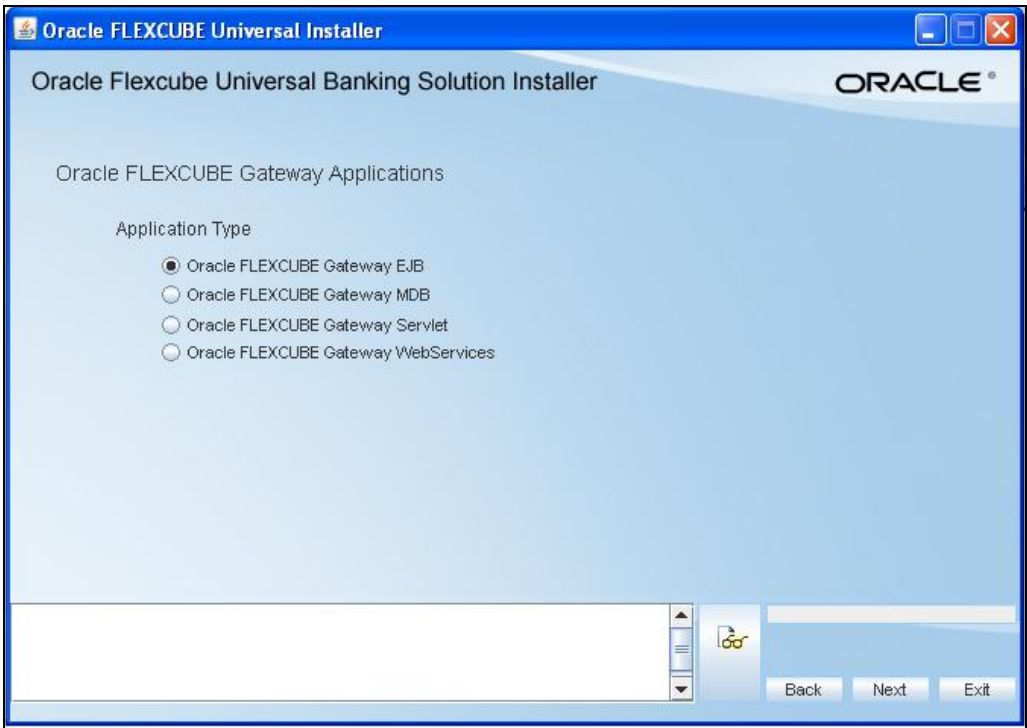 Oracle FLEXCUBE Universal Installer
Oracle Flexcube Universal Banking Solution Installer
ORACLE®
Oracle FLEXCUBE Gateway Applications
Application Type
Oracle FLEXCUBE Gateway EJB
Oracle FLEXCUBE Gateway MDB
Oracle FLEXCUBE Gateway Servlet
Oracle FLEXCUBE Gateway WebServices
Back Next Exit